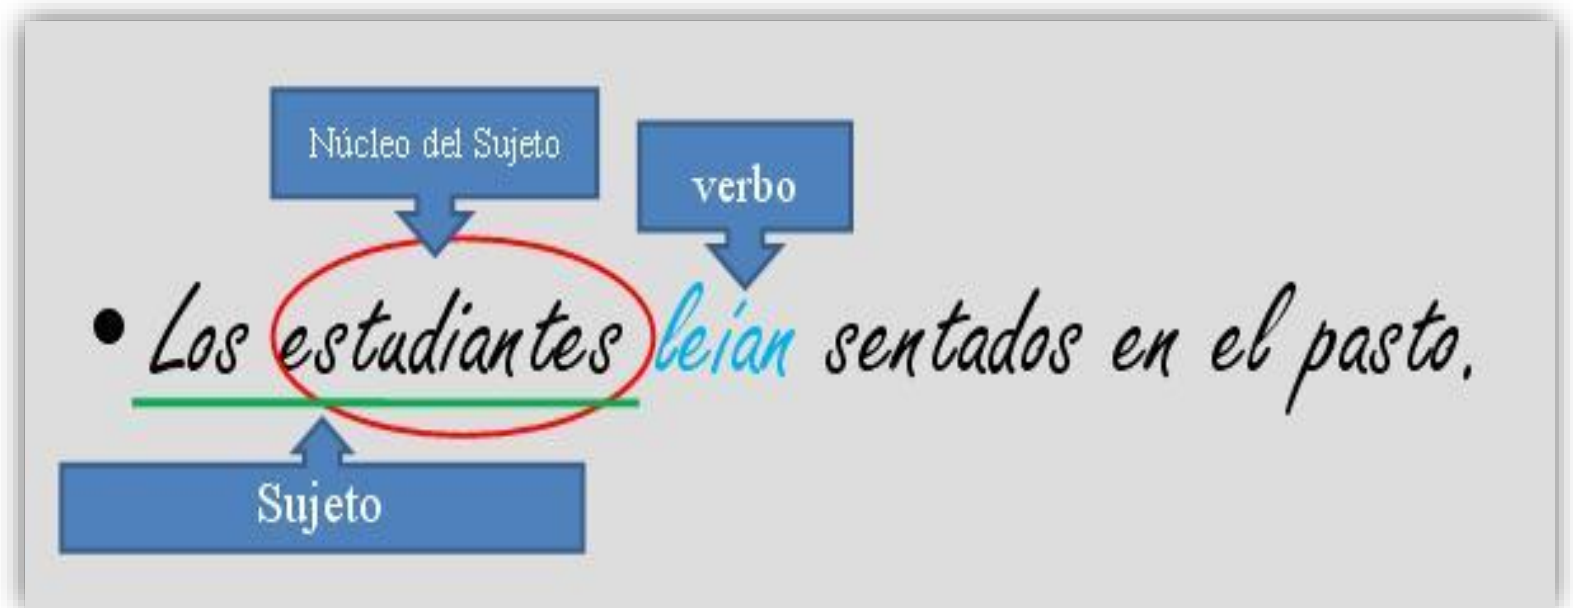 Núcleo del Sujeto
verbo
• Los estudiantes leían sentados en el pasto.
Sujeto